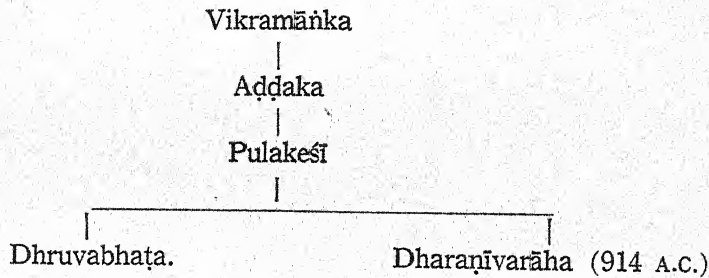 Vikramāṅka
Aḍḍaka
Pulakeśī
Dhruvabhaṭa. Dharaṇīvarāha (914 A.C.)